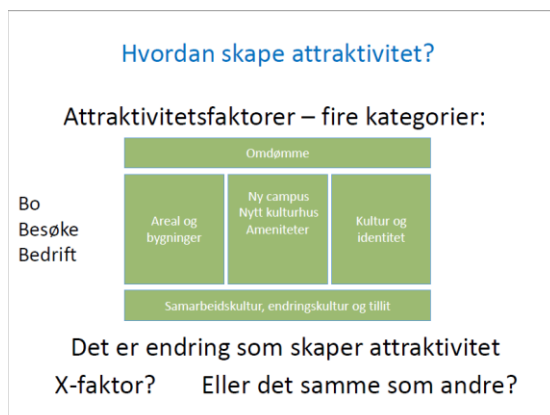 Hvordan skape attraktivitet?
Attraktivitetsfaktorer – fire kategorier:
Omdømme
Bo
Besøke
Bedrift
Areal og
bygninger
Ny campus
Nytt kulturhus
Ameniteter
Kultur og
identitet
Samarbeidskultur, endringskultur og tillit
Det er endring som skaper attraktivitet
X-faktor? Eller det samme som andre?